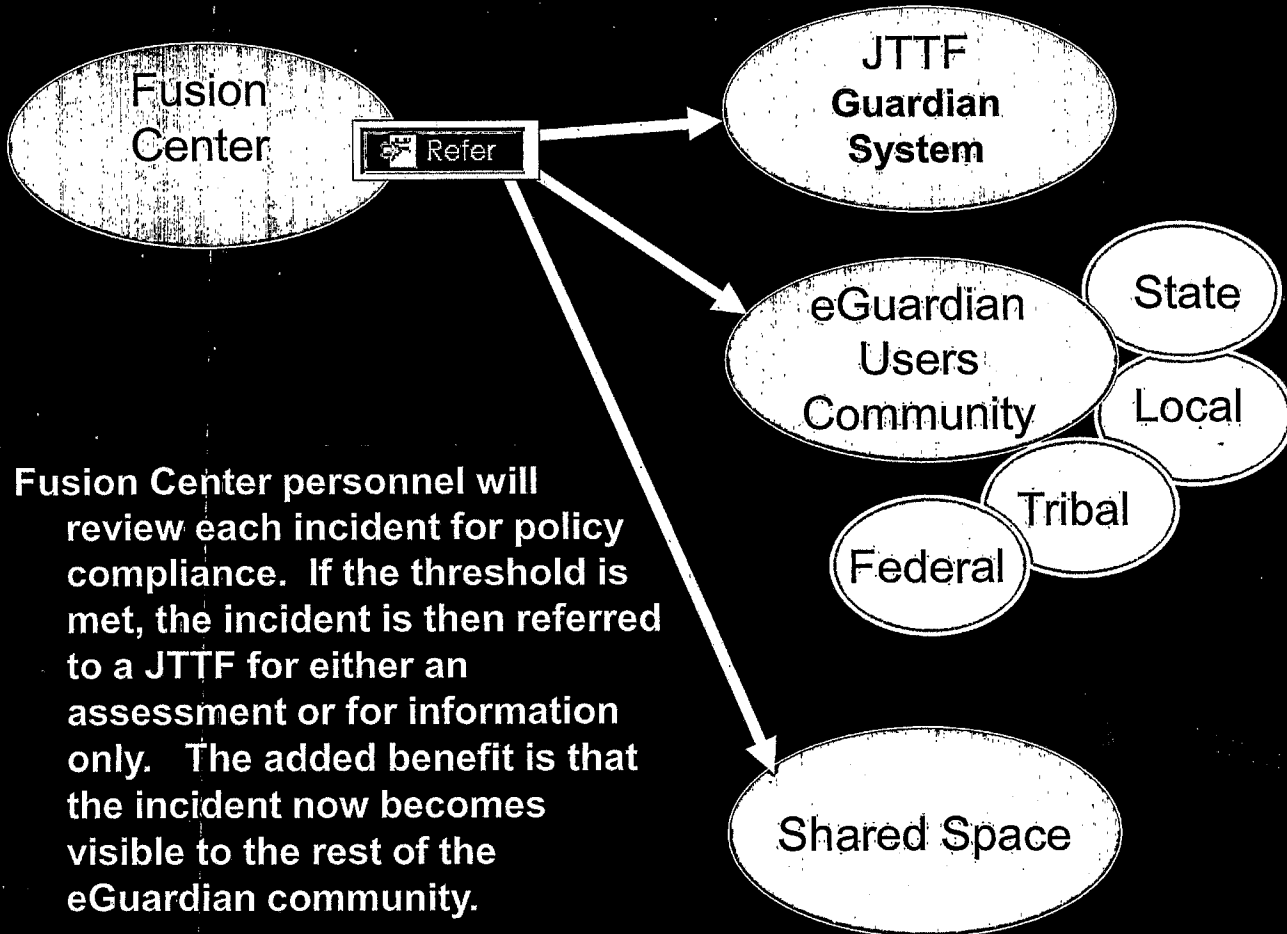 Fusion
Center
Refer
JTTF
Guardian
System
eGuardian
Users
Community
State
Local
Tribal
Federal
Fusion Center personnel will
review each incident for policy
compliance. If the threshold is
met, the incident is then referred
to a JTTF for either an
assessment or for information
only. The added benefit is that
the incident now becomes
visible to the rest of the
eGuardian community.
Shared Space